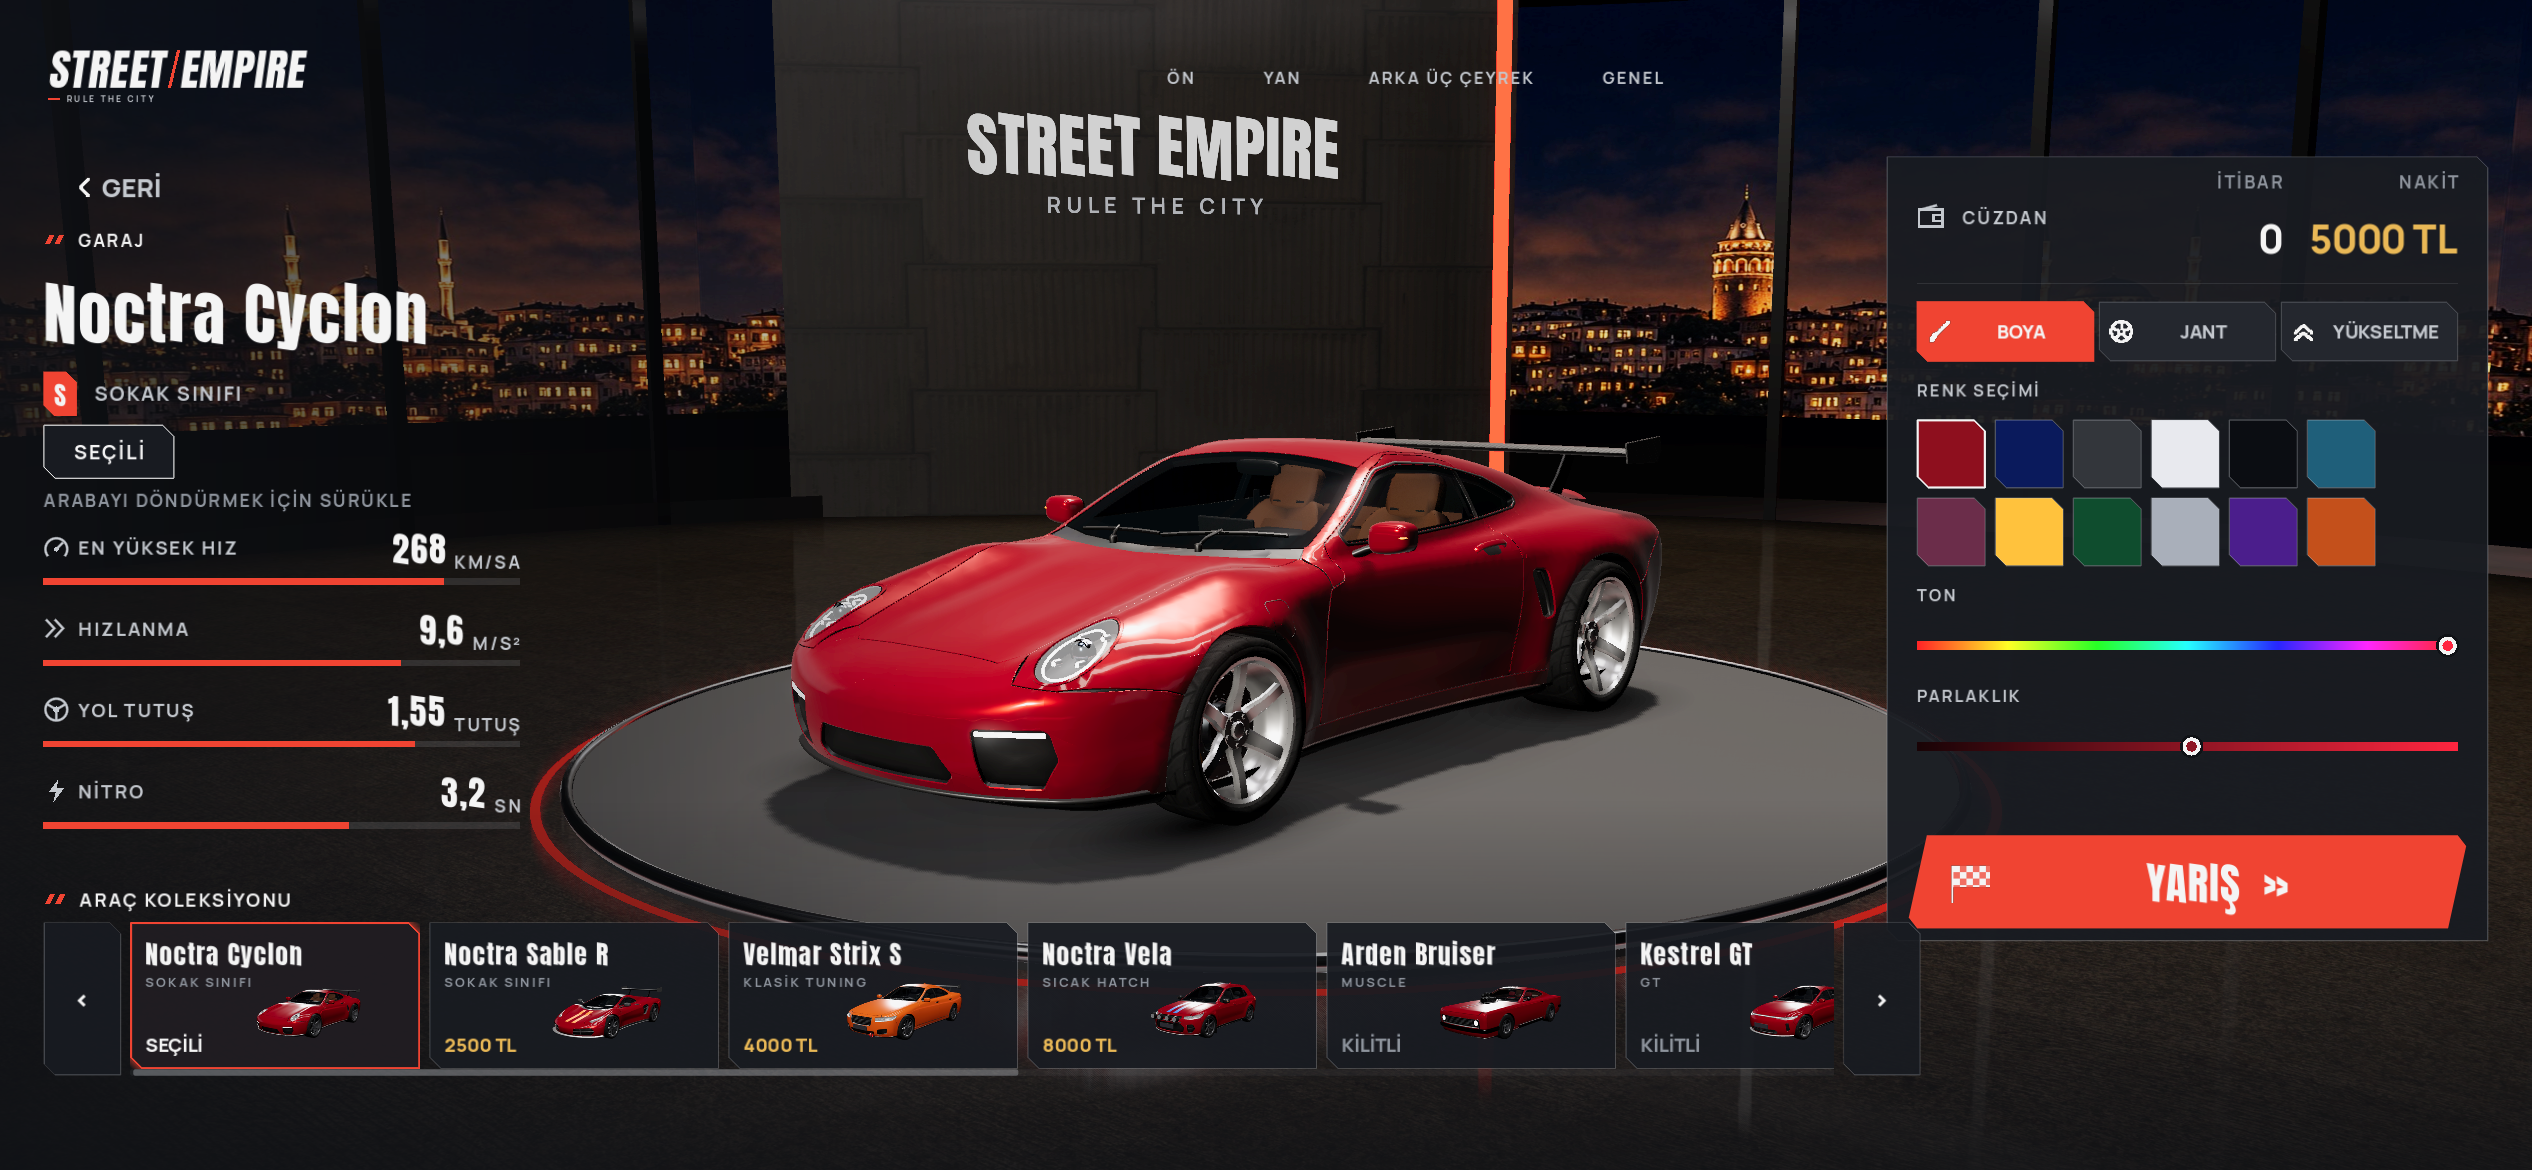 STREET/EMPIRE
RULE THE CITY
ÖN YAN ARKA ÜÇ ÇEYREK GENEL
STREET EMPIRE
RULE THE CITY
GERİ
GARAJ
Noctra Cyclon
S SOKAK SINIFI
SEÇİLİ
ARABAYI DÖNDÜRMEK İÇİN SÜRÜKLE
EN YÜKSEK HIZ 268 KM/SA
HIZLANMA 9,6 M/S²
YOL TUTUŞ 1,55 TUTUŞ
NİTRO 3,2 SN
CÜZDAN
İTİBAR NAKİT
0 5000 TL
BOYA JANT YÜKSELTME
RENK SEÇİMİ
TON
PARLAKLIK
YARIŞ »
ARAÇ KOLEKSİYONU
Noctra Cyclon
SOKAK SINIFI
SEÇİLİ
Noctra Sable R
SOKAK SINIFI
2500 TL
Velmar Strix S
KLASİK TUNING
4000 TL
Noctra Vela
SICAK HATCH
8000 TL
Arden Bruiser
MUSCLE
KİLİTLİ
Kestrel GT
GT
KİLİTLİ